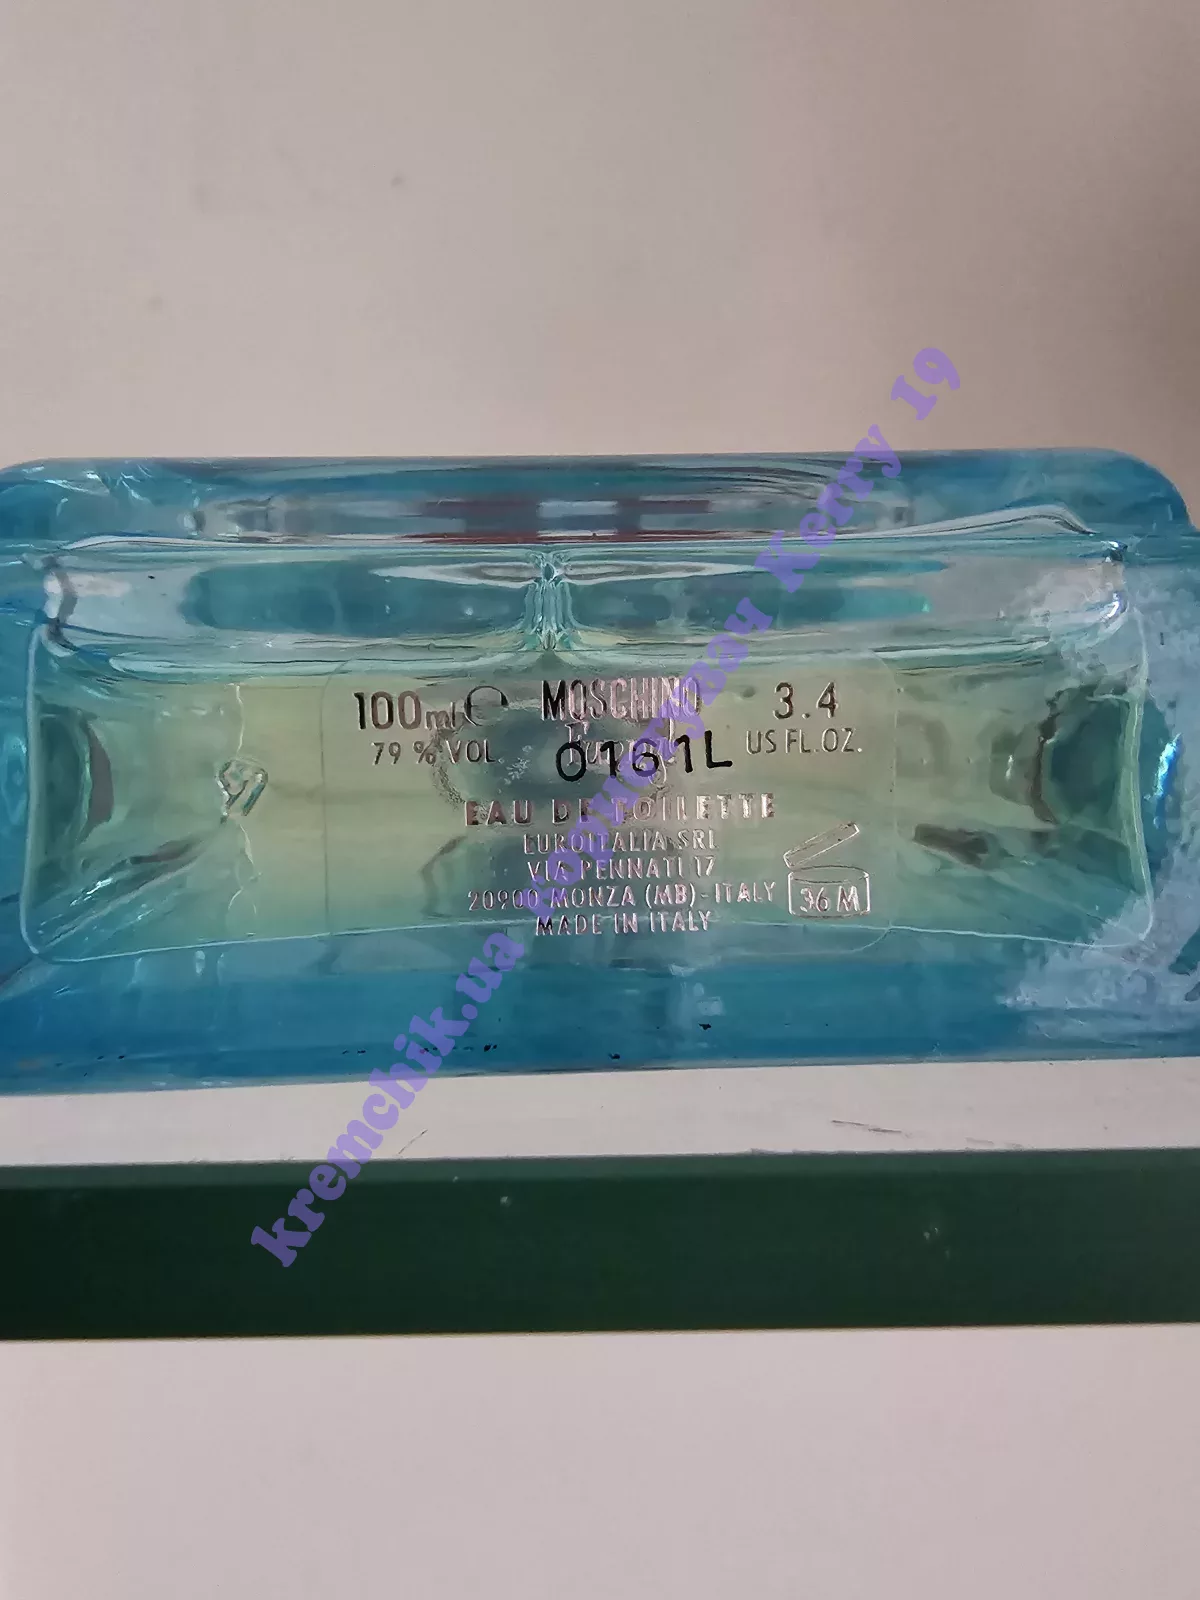 100ml e MOSCHINO 3.4
79 % VOL. Funny! US FL.OZ.
0161L
EAU DE TOILETTE
EUROITALIA SRL
VIA PENNATI 17
20900 MONZA (MB) - ITALY
36 M
MADE IN ITALY
kremchik.ua Kerry 19